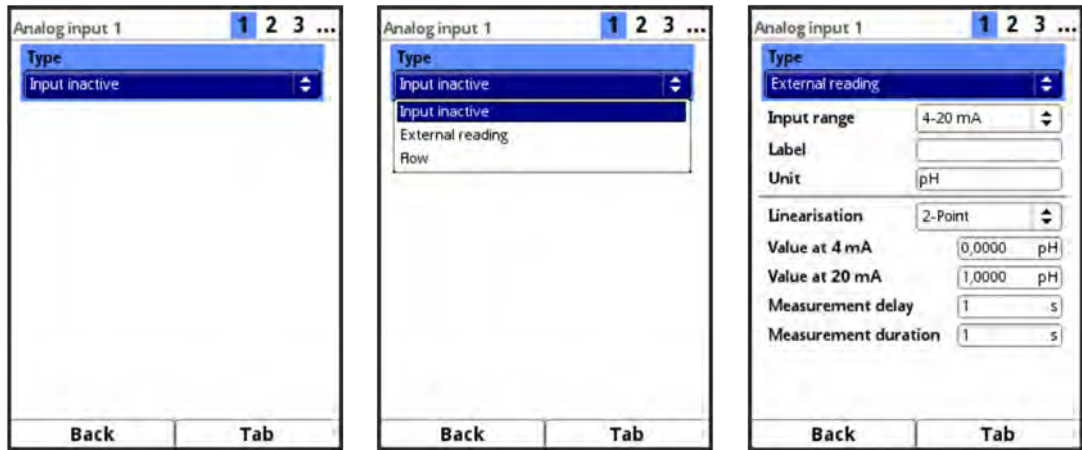 Analog input 1 1 2 3 ...
Type
Input inactive
Back Tab
Analog input 1 1 2 3 ...
Type
Input inactive
Input inactive
External reading
Flow
Back Tab
Analog input 1 1 2 3 ...
Type
External reading
Input range 4-20 mA
Label
Unit pH
Linearisation 2-Point
Value at 4 mA 0,0000 pH
Value at 20 mA 1,0000 pH
Measurement delay 1 s
Measurement duration 1 s
Back Tab